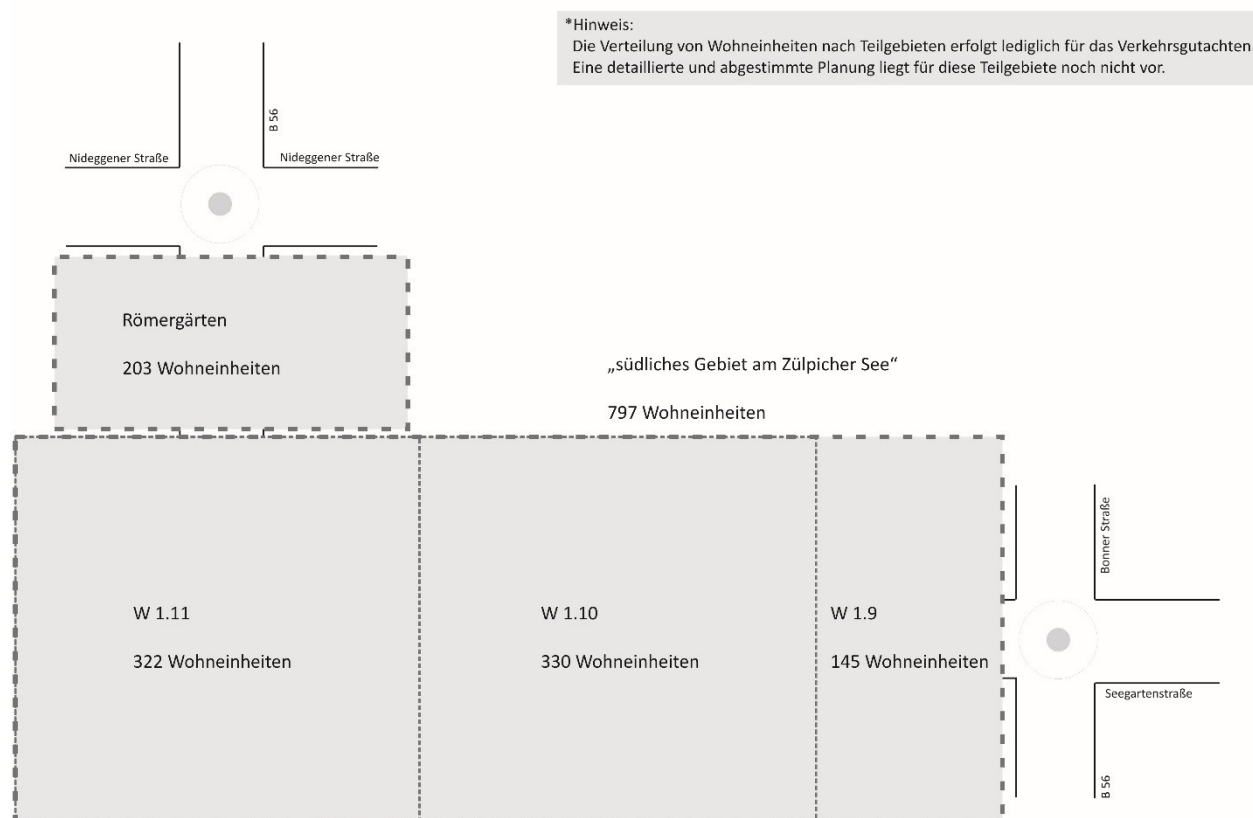 *Hinweis:
Die Verteilung von Wohneinheiten nach Teilgebieten erfolgt lediglich für das Verkehrsgutachten.
Eine detaillierte und abgestimmte Planung liegt für diese Teilgebiete noch nicht vor.
B 56
Nideggener Straße
Nideggener Straße
Römergärten
203 Wohneinheiten
„südliches Gebiet am Zülpicher See“
797 Wohneinheiten
Bonner Straße
W 1.11
322 Wohneinheiten
W 1.10
330 Wohneinheiten
W 1.9
145 Wohneinheiten
Seegartenstraße
B 56